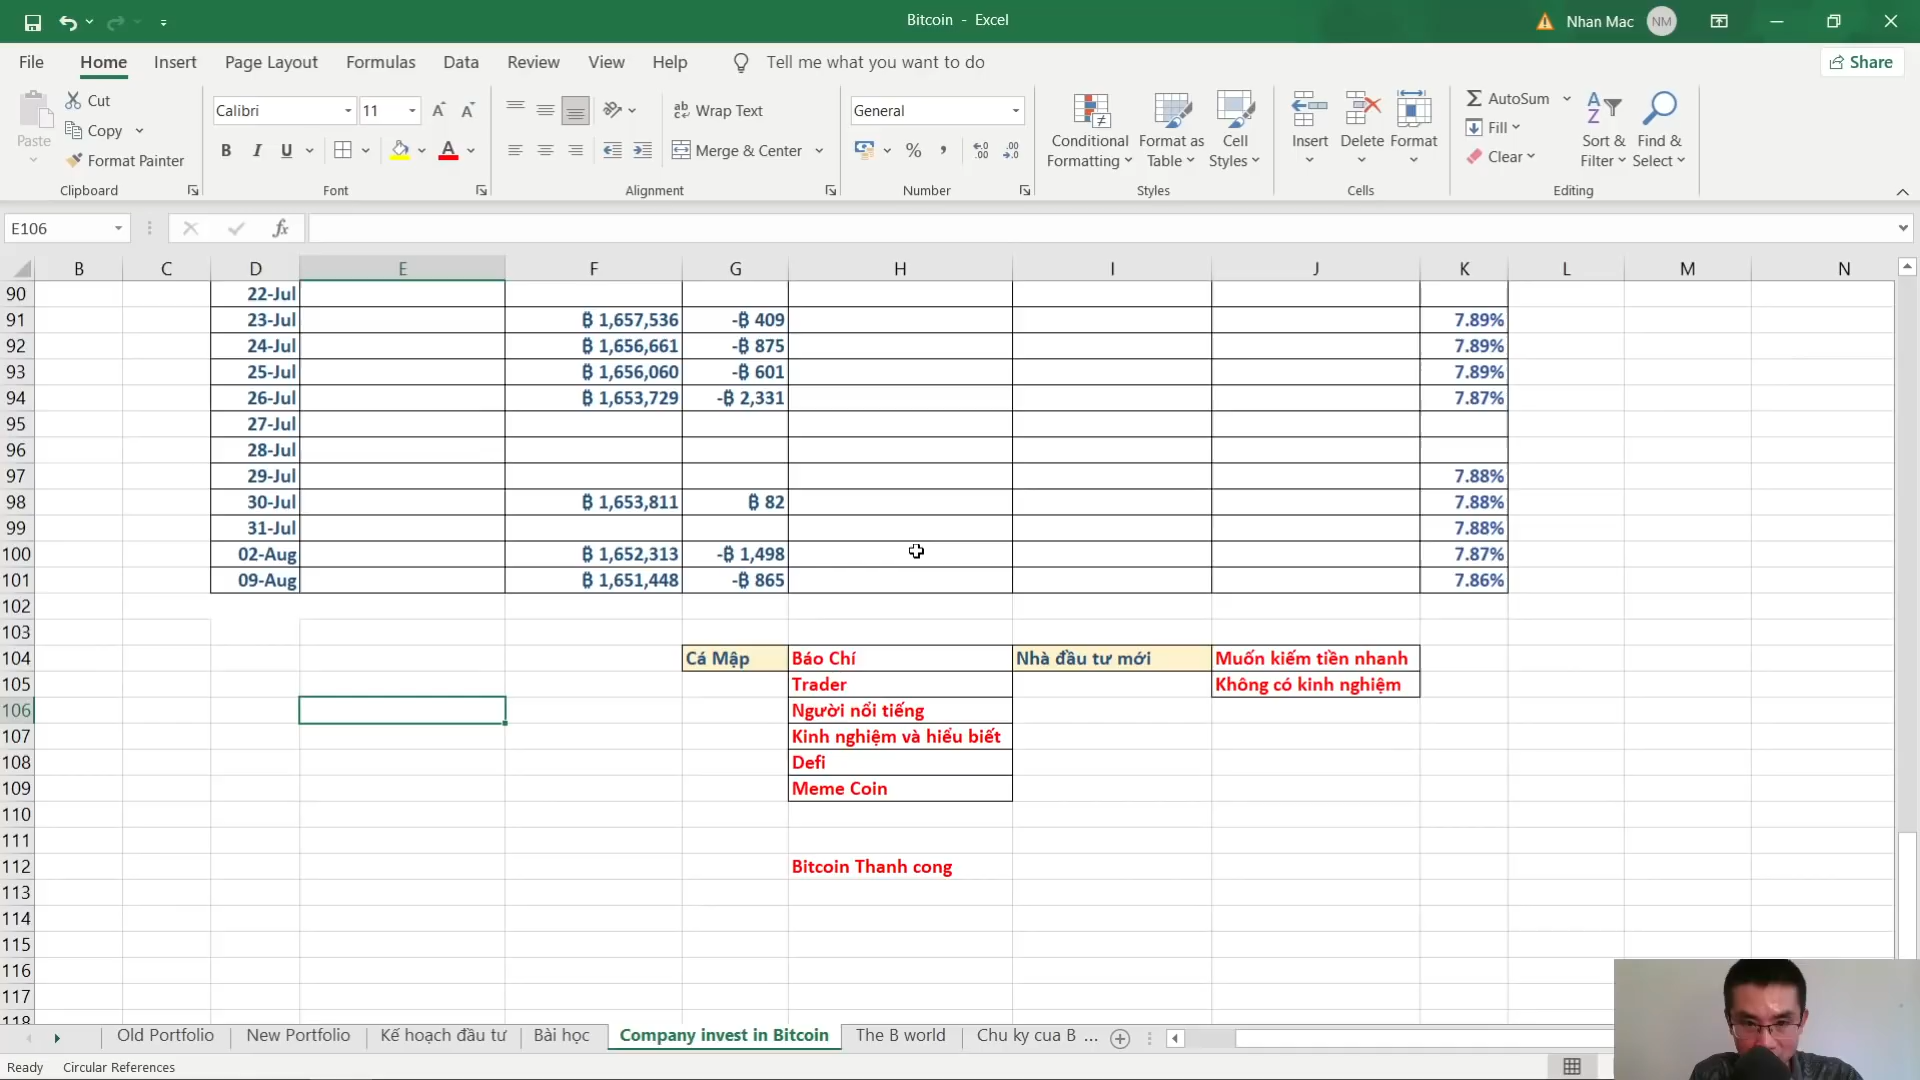 Bitcoin - Excel
Nhan Mac
NM
File Home Insert Page Layout Formulas Data Review View Help Tell me what you want to do Share
Paste
Cut
Copy
Format Painter
Clipboard
Calibri 11
Font
Wrap Text
Merge & Center
Alignment
General
Number
Conditional Formatting
Format as Table
Cell Styles
Styles
Insert Delete Format
Cells
AutoSum
Fill
Clear
Sort & Filter
Find & Select
Editing
E106
fx
B C D E F G H I J K L M N
90 22-Jul
91 23-Jul ₿ 1,657,536 -₿ 409 7.89%
92 24-Jul ₿ 1,656,661 -₿ 875 7.89%
93 25-Jul ₿ 1,656,060 -₿ 601 7.89%
94 26-Jul ₿ 1,653,729 -₿ 2,331 7.87%
95 27-Jul
96 28-Jul
97 29-Jul 7.88%
98 30-Jul ₿ 1,653,811 ₿ 82 7.88%
99 31-Jul 7.88%
100 02-Aug ₿ 1,652,313 -₿ 1,498 7.87%
101 09-Aug ₿ 1,651,448 -₿ 865 7.86%
102
103
104 Cá Mập Báo Chí Nhà đầu tư mới Muốn kiếm tiền nhanh
105 Trader Không có kinh nghiệm
106 Người nổi tiếng
107 Kinh nghiệm và hiểu biết
108 Defi
109 Meme Coin
110
111
112 Bitcoin Thanh cong
113
114
115
116
117
118
Old Portfolio New Portfolio Kế hoạch đầu tư Bài học Company invest in Bitcoin The B world Chu ky cua B ...
Ready Circular References